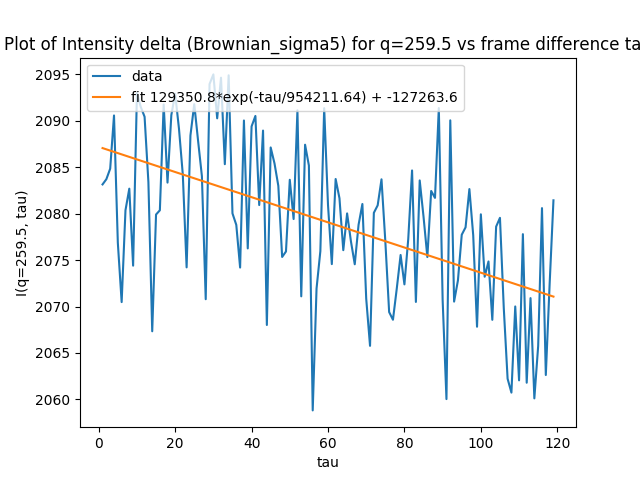 Plot of Intensity delta (Brownian_sigma5) for q=259.5 vs frame difference ta
data
fit 129350.8*exp(-tau/954211.64) + -127263.6
I(q=259.5, tau)
2095
2090
2085
2080
2075
2070
2065
2060
0 20 40 60 80 100 120
tau